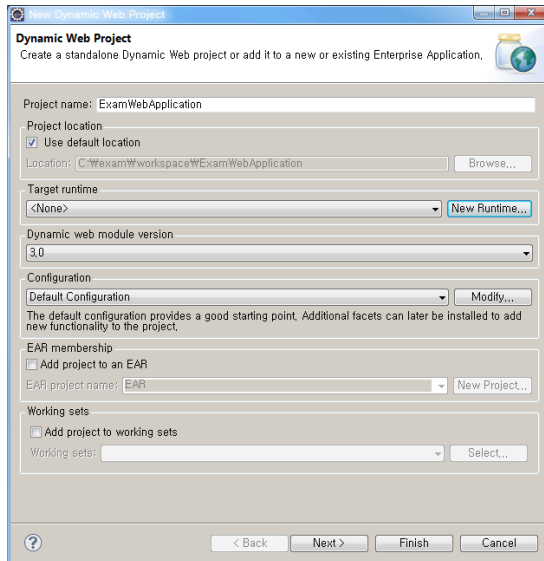 New Dynamic Web Project
Dynamic Web Project
Create a standalone Dynamic Web project or add it to a new or existing Enterprise Application.
Project name: ExamWebApplication
Project location
Use default location
Location: C:₩exam₩workspace₩ExamWebApplication Browse...
Target runtime
<None> New Runtime...
Dynamic web module version
3.0
Configuration
Default Configuration Modify...
The default configuration provides a good starting point. Additional facets can later be installed to add
new functionality to the project.
EAR membership
Add project to an EAR
EAR project name: EAR New Project...
Working sets
Add project to working sets
Working sets: Select...
? < Back Next > Finish Cancel